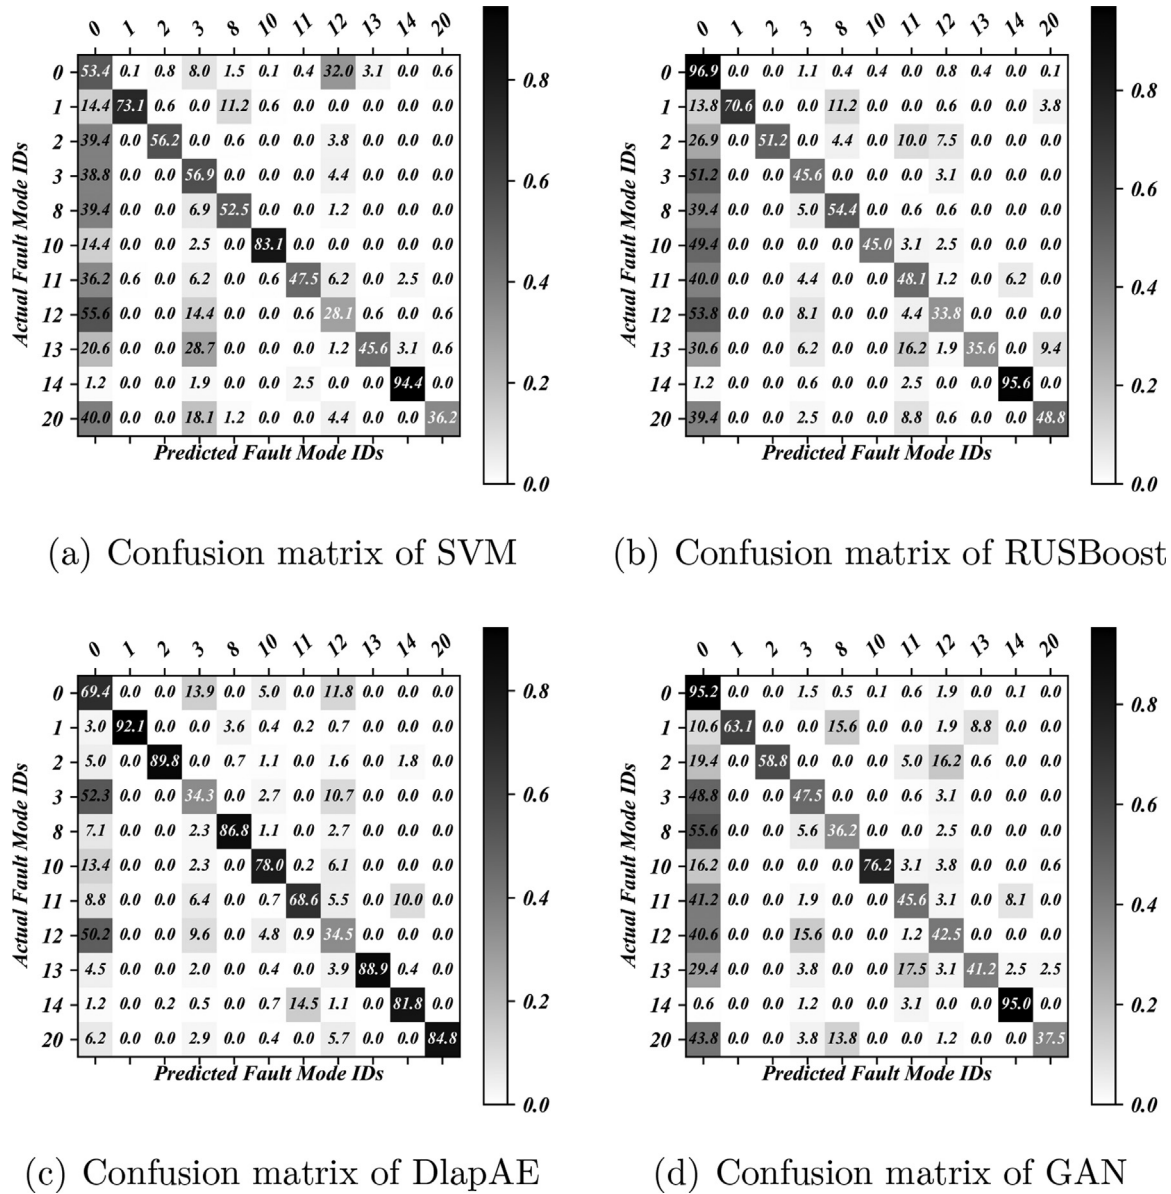 0 1 2 3 8 10 11 12 13 14 20
0 53.4 0.1 0.8 8.0 1.5 0.1 0.4 32.0 3.1 0.0 0.6
1 14.4 73.1 0.6 0.0 11.2 0.6 0.0 0.0 0.0 0.0 0.0
2 39.4 0.0 56.2 0.0 0.6 0.0 0.0 3.8 0.0 0.0 0.0
3 38.8 0.0 0.0 56.9 0.0 0.0 0.0 4.4 0.0 0.0 0.0
8 39.4 0.0 0.0 6.9 52.5 0.0 0.0 1.2 0.0 0.0 0.0
10 14.4 0.0 0.0 2.5 0.0 83.1 0.0 0.0 0.0 0.0 0.0
11 36.2 0.6 0.0 6.2 0.0 0.6 47.5 6.2 0.0 2.5 0.0
12 55.6 0.0 0.0 14.4 0.0 0.0 0.6 28.1 0.6 0.0 0.6
13 20.6 0.0 0.0 28.7 0.0 0.0 0.0 1.2 45.6 3.1 0.6
14 1.2 0.0 0.0 1.9 0.0 0.0 2.5 0.0 0.0 94.4 0.0
20 40.0 0.0 0.0 18.1 1.2 0.0 0.0 4.4 0.0 0.0 36.2
Actual Fault Mode IDs
Predicted Fault Mode IDs
0.8
0.6
0.4
0.2
0.0
(a) Confusion matrix of SVM
0 1 2 3 8 10 11 12 13 14 20
0 96.9 0.0 0.0 1.1 0.4 0.4 0.0 0.8 0.4 0.0 0.1
1 13.8 70.6 0.0 0.0 11.2 0.0 0.0 0.6 0.0 0.0 3.8
2 26.9 0.0 51.2 0.0 4.4 0.0 10.0 7.5 0.0 0.0 0.0
3 51.2 0.0 0.0 45.6 0.0 0.0 0.0 3.1 0.0 0.0 0.0
8 39.4 0.0 0.0 5.0 54.4 0.0 0.6 0.6 0.0 0.0 0.0
10 49.4 0.0 0.0 0.0 0.0 45.0 3.1 2.5 0.0 0.0 0.0
11 40.0 0.0 0.0 4.4 0.0 0.0 48.1 1.2 0.0 6.2 0.0
12 53.8 0.0 0.0 8.1 0.0 0.0 4.4 33.8 0.0 0.0 0.0
13 30.6 0.0 0.0 6.2 0.0 0.0 16.2 1.9 35.6 0.0 9.4
14 1.2 0.0 0.0 0.6 0.0 0.0 2.5 0.0 0.0 95.6 0.0
20 39.4 0.0 0.0 2.5 0.0 0.0 8.8 0.6 0.0 0.0 48.8
Actual Fault Mode IDs
Predicted Fault Mode IDs
0.8
0.6
0.4
0.2
0.0
(b) Confusion matrix of RUSBoost
0 1 2 3 8 10 11 12 13 14 20
0 69.4 0.0 0.0 13.9 0.0 5.0 0.0 11.8 0.0 0.0 0.0
1 3.0 92.1 0.0 0.0 3.6 0.4 0.2 0.7 0.0 0.0 0.0
2 5.0 0.0 89.8 0.0 0.7 1.1 0.0 1.6 0.0 1.8 0.0
3 52.3 0.0 0.0 34.3 0.0 2.7 0.0 10.7 0.0 0.0 0.0
8 7.1 0.0 0.0 2.3 86.8 1.1 0.0 2.7 0.0 0.0 0.0
10 13.4 0.0 0.0 2.3 0.0 78.0 0.2 6.1 0.0 0.0 0.0
11 8.8 0.0 0.0 6.4 0.0 0.7 68.6 5.5 0.0 10.0 0.0
12 50.2 0.0 0.0 9.6 0.0 4.8 0.9 34.5 0.0 0.0 0.0
13 4.5 0.0 0.0 2.0 0.0 0.4 0.0 3.9 88.9 0.4 0.0
14 1.2 0.0 0.2 0.5 0.0 0.7 14.5 1.1 0.0 81.8 0.0
20 6.2 0.0 0.0 2.9 0.0 0.4 0.0 5.7 0.0 0.0 84.8
Actual Fault Mode IDs
Predicted Fault Mode IDs
0.8
0.6
0.4
0.2
0.0
(c) Confusion matrix of DlapAE
0 1 2 3 8 10 11 12 13 14 20
0 95.2 0.0 0.0 1.5 0.5 0.1 0.6 1.9 0.0 0.1 0.0
1 10.6 63.1 0.0 0.0 15.6 0.0 0.0 1.9 8.8 0.0 0.0
2 19.4 0.0 58.8 0.0 0.0 0.0 5.0 16.2 0.6 0.0 0.0
3 48.8 0.0 0.0 47.5 0.0 0.0 0.6 3.1 0.0 0.0 0.0
8 55.6 0.0 0.0 5.6 36.2 0.0 0.0 2.5 0.0 0.0 0.0
10 16.2 0.0 0.0 0.0 0.0 76.2 3.1 3.8 0.0 0.0 0.6
11 41.2 0.0 0.0 1.9 0.0 0.0 45.6 3.1 0.0 8.1 0.0
12 40.6 0.0 0.0 15.6 0.0 0.0 1.2 42.5 0.0 0.0 0.0
13 29.4 0.0 0.0 3.8 0.0 0.0 17.5 3.1 41.2 2.5 2.5
14 0.6 0.0 0.0 1.2 0.0 0.0 3.1 0.0 0.0 95.0 0.0
20 43.8 0.0 0.0 3.8 13.8 0.0 0.0 1.2 0.0 0.0 37.5
Actual Fault Mode IDs
Predicted Fault Mode IDs
0.8
0.6
0.4
0.2
0.0
(d) Confusion matrix of GAN